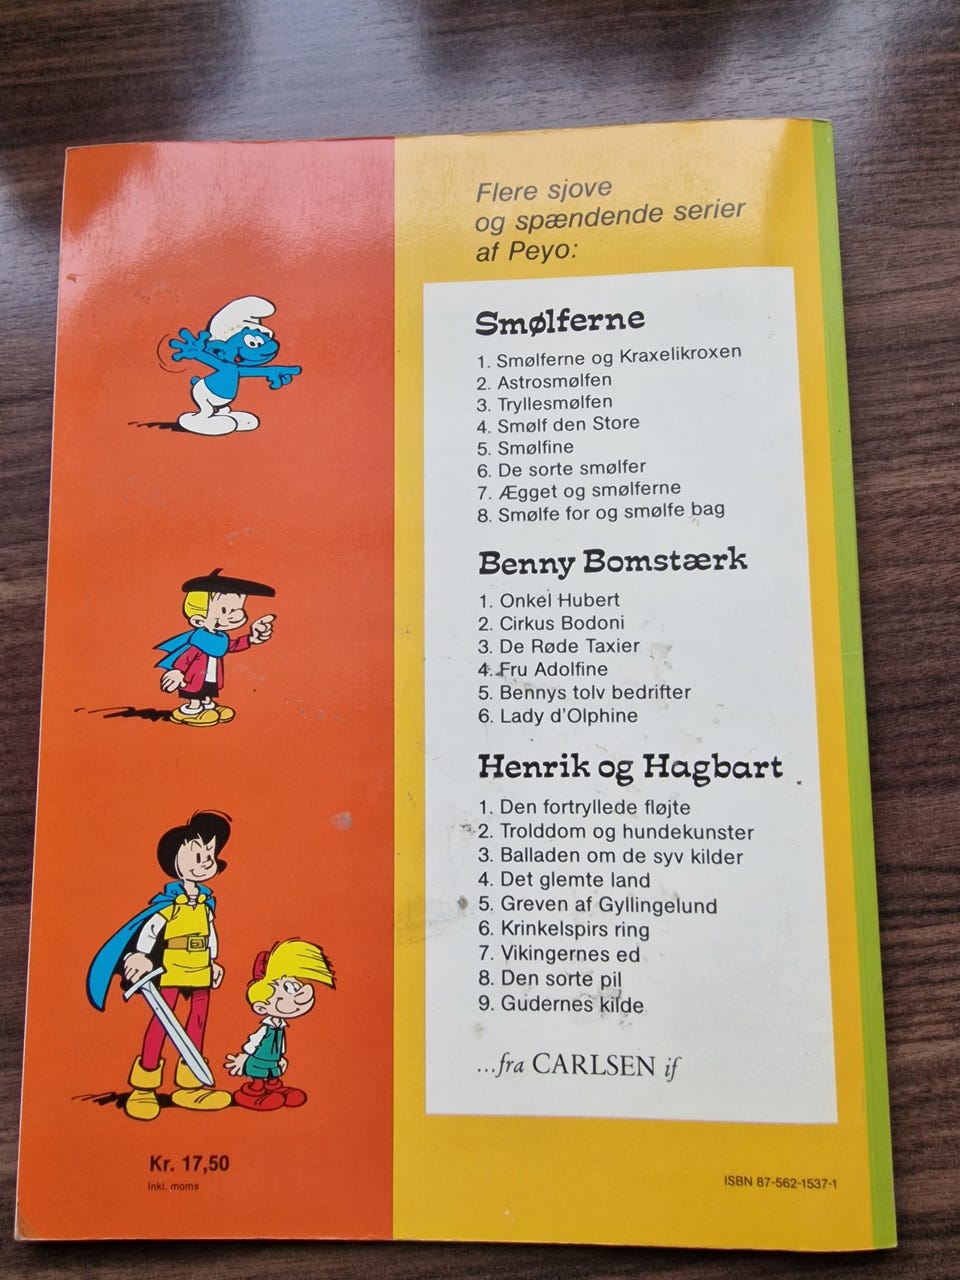 Flere sjove
og spændende serier
af Peyo:
Smølferne
1. Smølferne og Kraxelikroxen
2. Astrosmølfen
3. Tryllesmølfen
4. Smølf den Store
5. Smølfine
6. De sorte smølfer
7. Ægget og smølferne
8. Smølfe for og smølfe bag
Benny Bomstærk
1. Onkel Hubert
2. Cirkus Bodoni
3. De Røde Taxier
4. Fru Adolfine
5. Bennys tolv bedrifter
6. Lady d'Olphine
Henrik og Hagbart
1. Den fortryllede fløjte
2. Trolddom og hundekunster
3. Balladen om de syv kilder
4. Det glemte land
5. Greven af Gyllingelund
6. Krinkelspirs ring
7. Vikingernes ed
8. Den sorte pil
9. Gudernes kilde
...fra CARLSEN if
Kr. 17,50
Inkl. moms
ISBN 87-562-1537-1